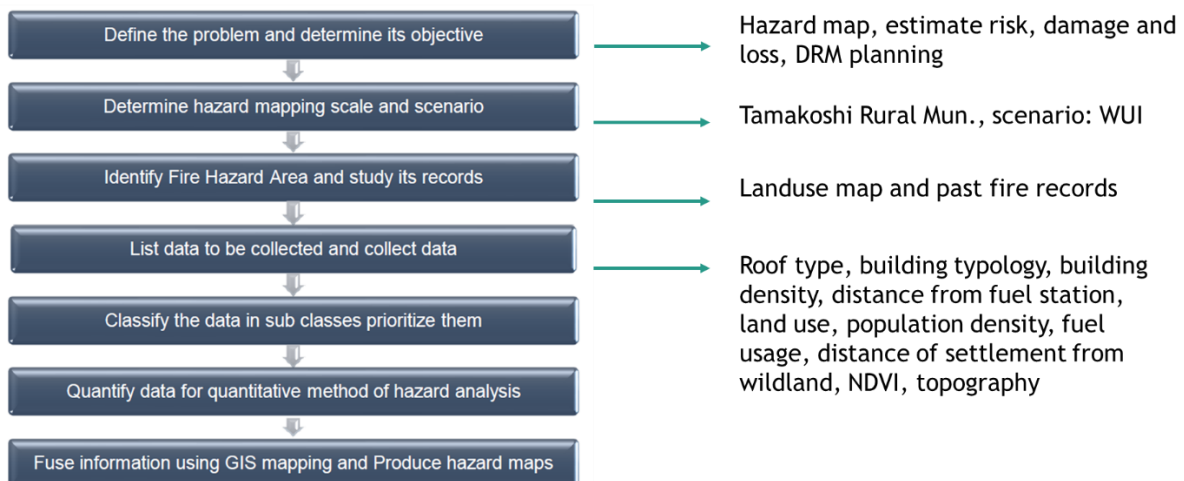 Define the problem and determine its objective
Hazard map, estimate risk, damage and
loss, DRM planning
Determine hazard mapping scale and scenario
Tamakoshi Rural Mun., scenario: WUI
Identify Fire Hazard Area and study its records
Landuse map and past fire records
List data to be collected and collect data
Roof type, building typology, building
density, distance from fuel station,
land use, population density, fuel
usage, distance of settlement from
wildland, NDVI, topography
Classify the data in sub classes prioritize them
Quantify data for quantitative method of hazard analysis
Fuse information using GIS mapping and Produce hazard maps